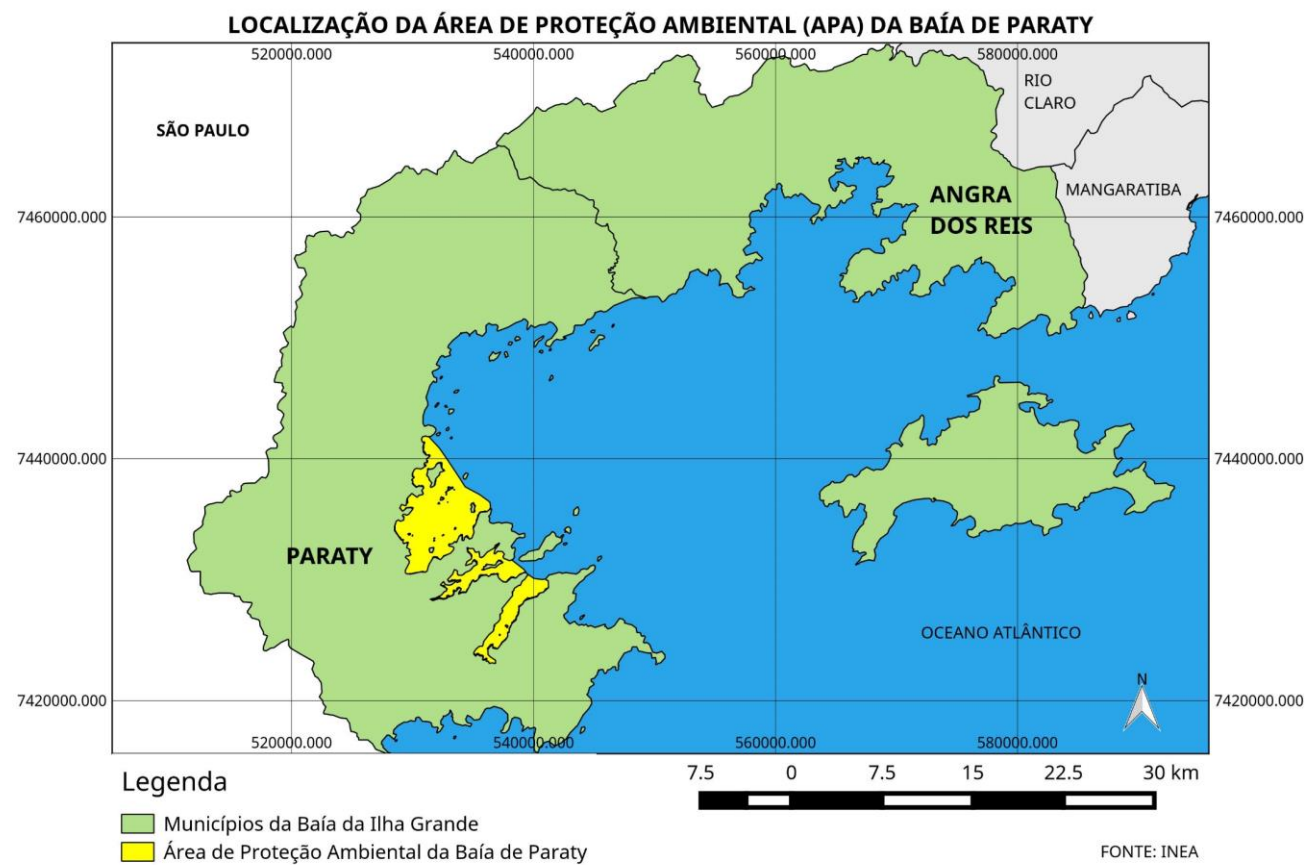 LOCALIZAÇÃO DA ÁREA DE PROTEÇÃO AMBIENTAL (APA) DA BAÍA DE PARATY
520000.000 540000.000 560000.000 580000.000
RIO
CLARO
SÃO PAULO
MANGARATIBA
ANGRA
DOS REIS
7460000.000 7460000.000
7440000.000 7440000.000
PARATY
OCEANO ATLÂNTICO
N
7420000.000 7420000.000
520000.000 540000.000 560000.000 580000.000
Legenda
7.5 0 7.5 15 22.5 30 km
Municípios da Baía da Ilha Grande
Área de Proteção Ambiental da Baía de Paraty
FONTE: INEA